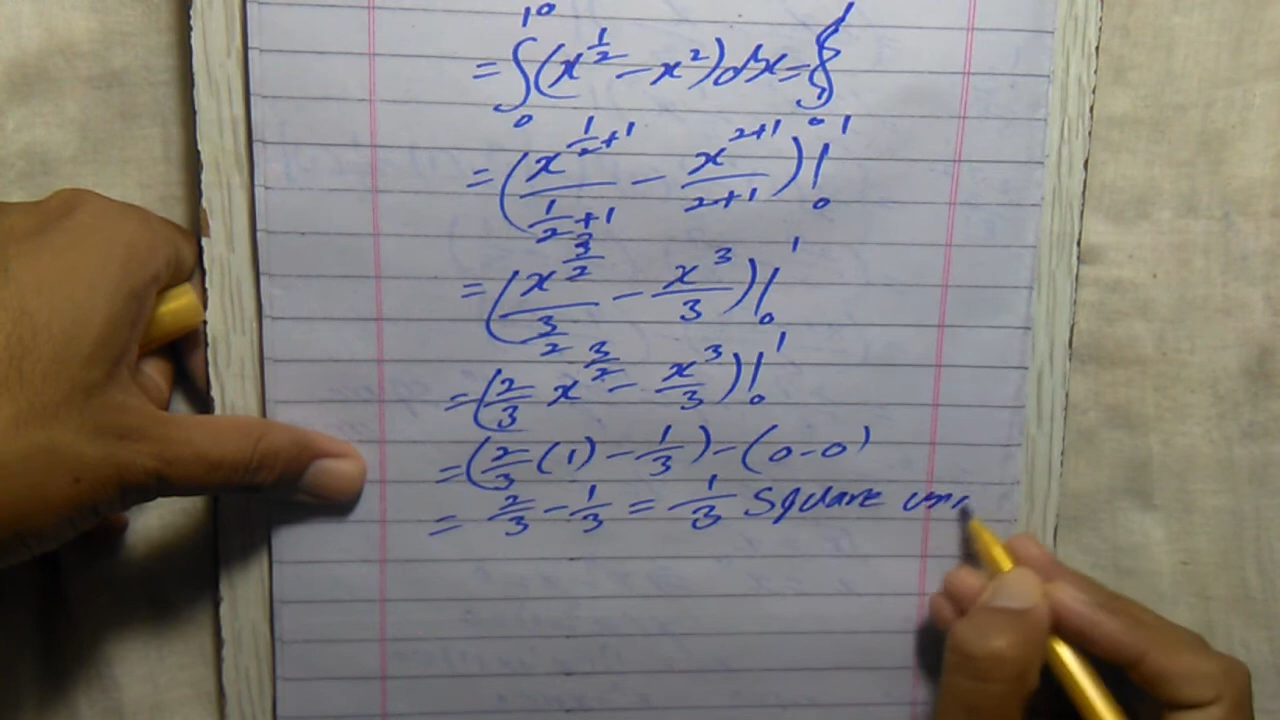 = ∫₀¹⁰ (x^{1/2} - x²)dx =
= (x^{1/2+1}/(1/2+1) - x^{2+1}/(2+1)) |₀¹
= (x^{3/2}/(3/2) - x³/3) |₀¹
= (2/3 x^{3/2} - x³/3) |₀¹
= (2/3 (1) - 1/3) - (0-0)
= 2/3 - 1/3 = 1/3 Square uni